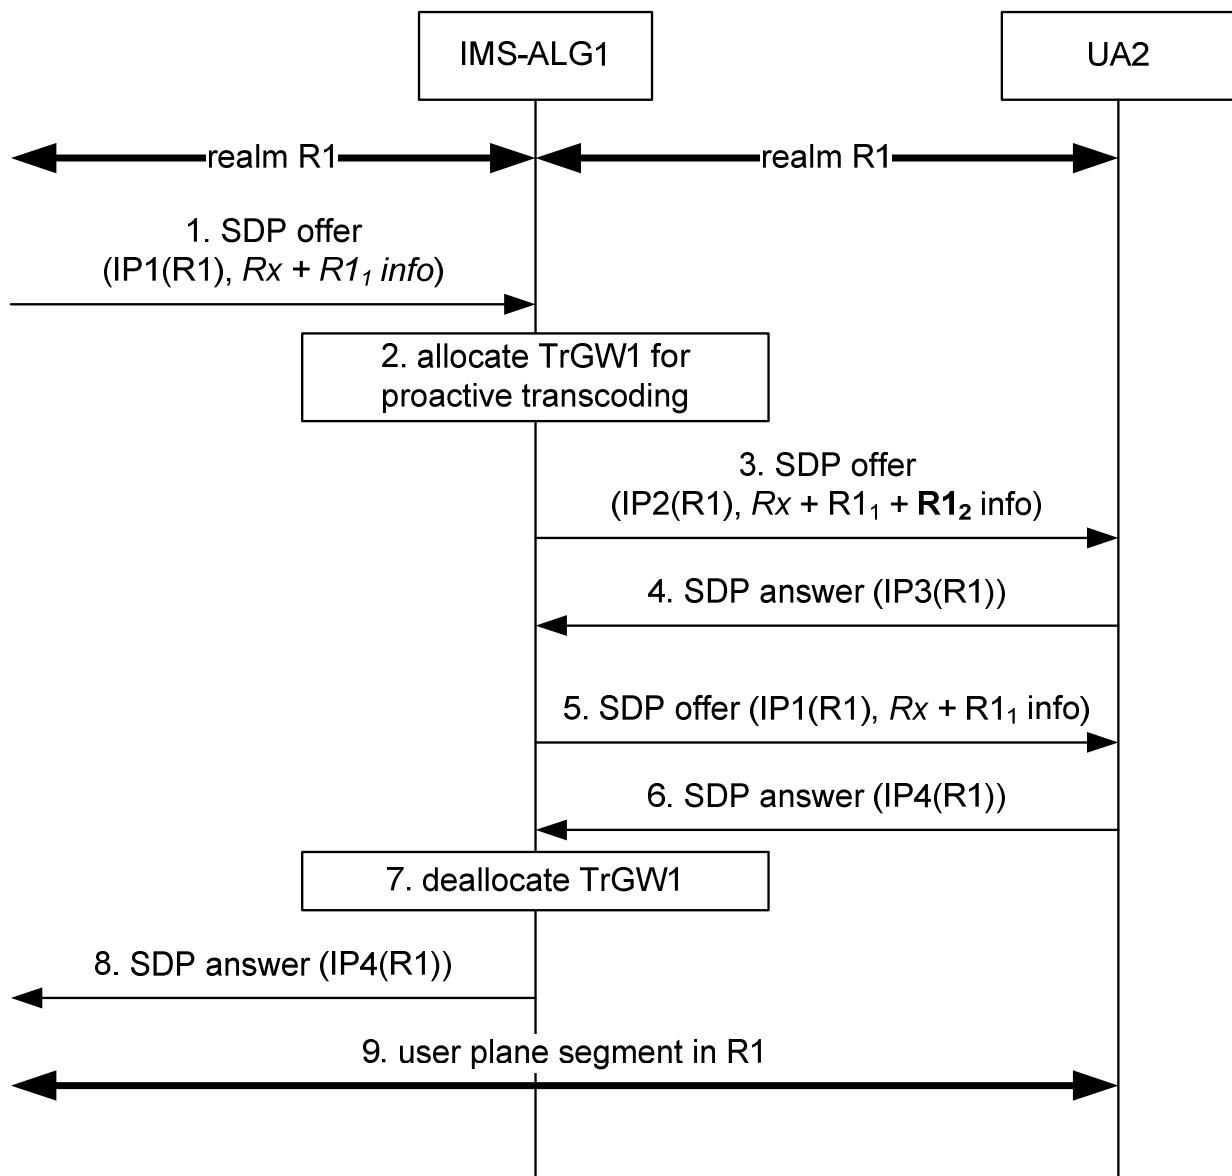 IMS-ALG1
UA2
realm R1
realm R1
1. SDP offer
(IP1(R1), Rx + R1₁ info)
2. allocate TrGW1 for
proactive transcoding
3. SDP offer
(IP2(R1), Rx + R1₁ + R1₂ info)
4. SDP answer (IP3(R1))
5. SDP offer (IP1(R1), Rx + R1₁ info)
6. SDP answer (IP4(R1))
7. deallocate TrGW1
8. SDP answer (IP4(R1))
9. user plane segment in R1